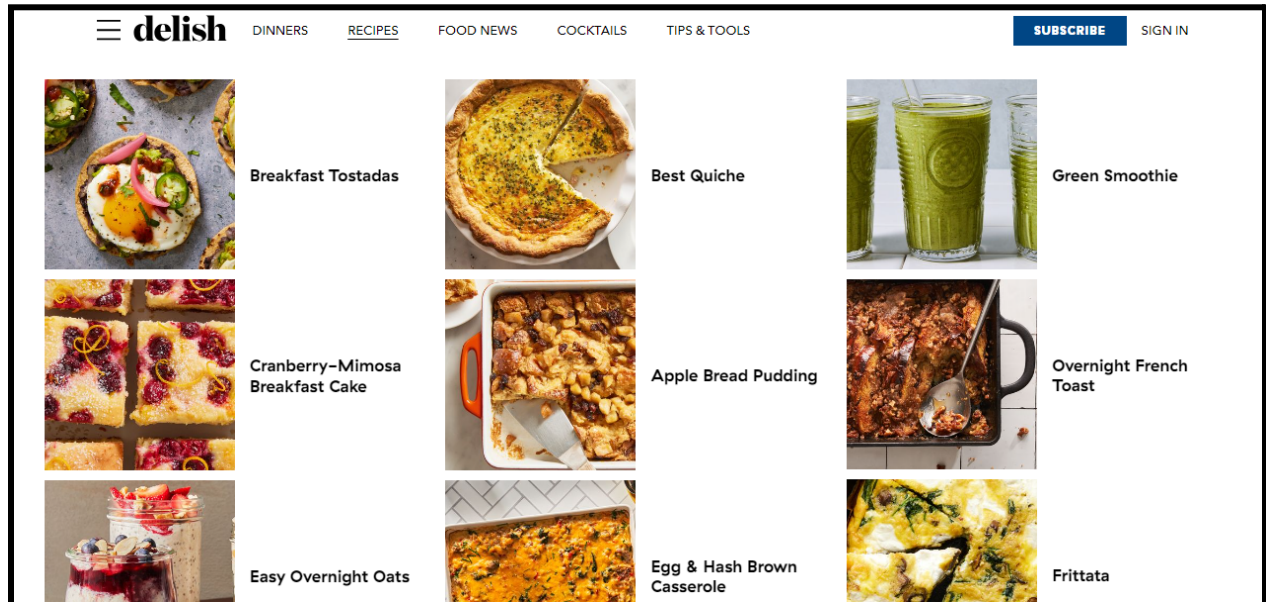 delish
DINNERS
RECIPES
FOOD NEWS
COCKTAILS
TIPS & TOOLS
SUBSCRIBE
SIGN IN
Breakfast Tostadas
Best Quiche
Green Smoothie
Cranberry-Mimosa
Breakfast Cake
Apple Bread Pudding
Overnight French
Toast
Easy Overnight Oats
Egg & Hash Brown
Casserole
Frittata